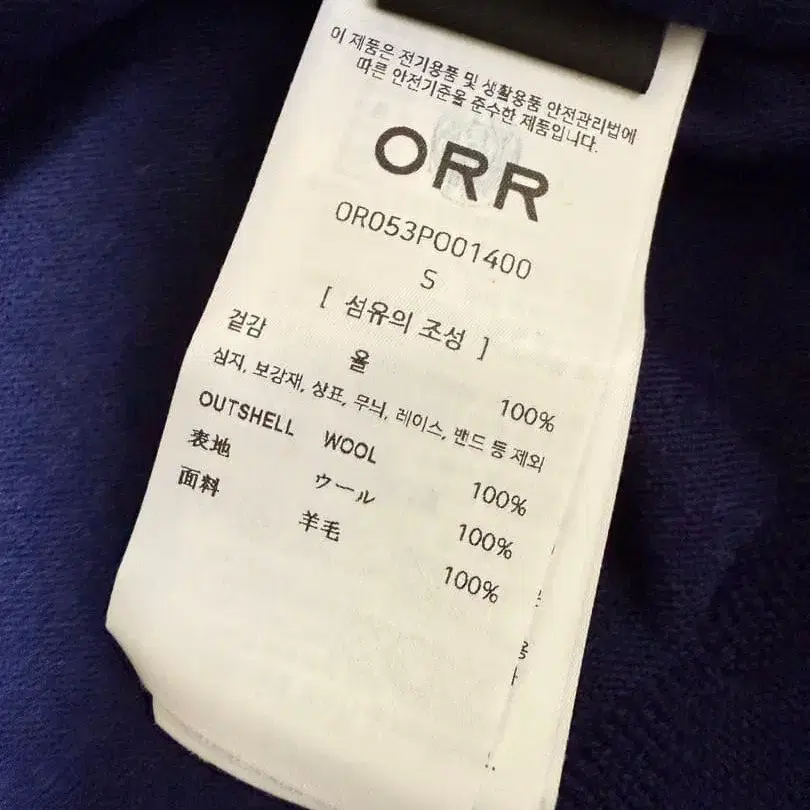 이 제품은 전기용품 및 생활용품 안전관리법에
따른 안전기준을 준수한 제품입니다.
ORR
OR053PO01400
S
[ 섬유의 조성 ]
겉감 울 100%
심지, 보강재, 상표, 무늬, 레이스, 밴드 등 제외
OUTSHELL WOOL 100%
表地 ウール 100%
面料 羊毛 100%